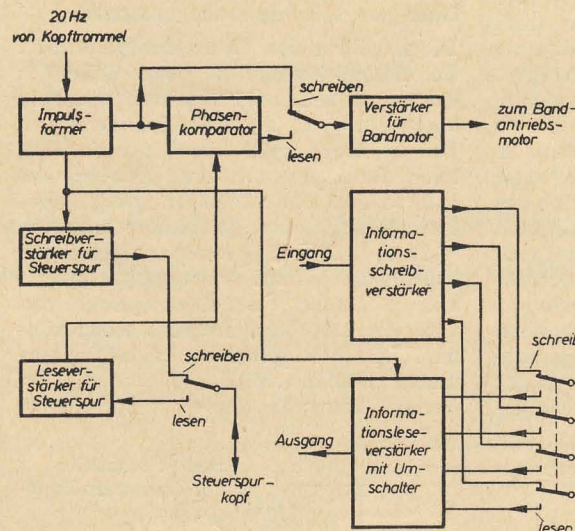 20 Hz
von Kopftrommel
Impuls-
former
Phasen-
komparator
schreiben
lesen
Verstärker
für
Bandmotor
zum Band-
antriebs-
motor
Schreibver-
stärker für
Steuerspur
Lesever-
stärker für
Steuerspur
schreiben
lesen
Steuerspur-
kopf
Eingang
Informa-
tions-
schreib-
verstärker
Ausgang
Informa-
tionslese-
verstärker
mit Um-
schalter
schreib
lesen